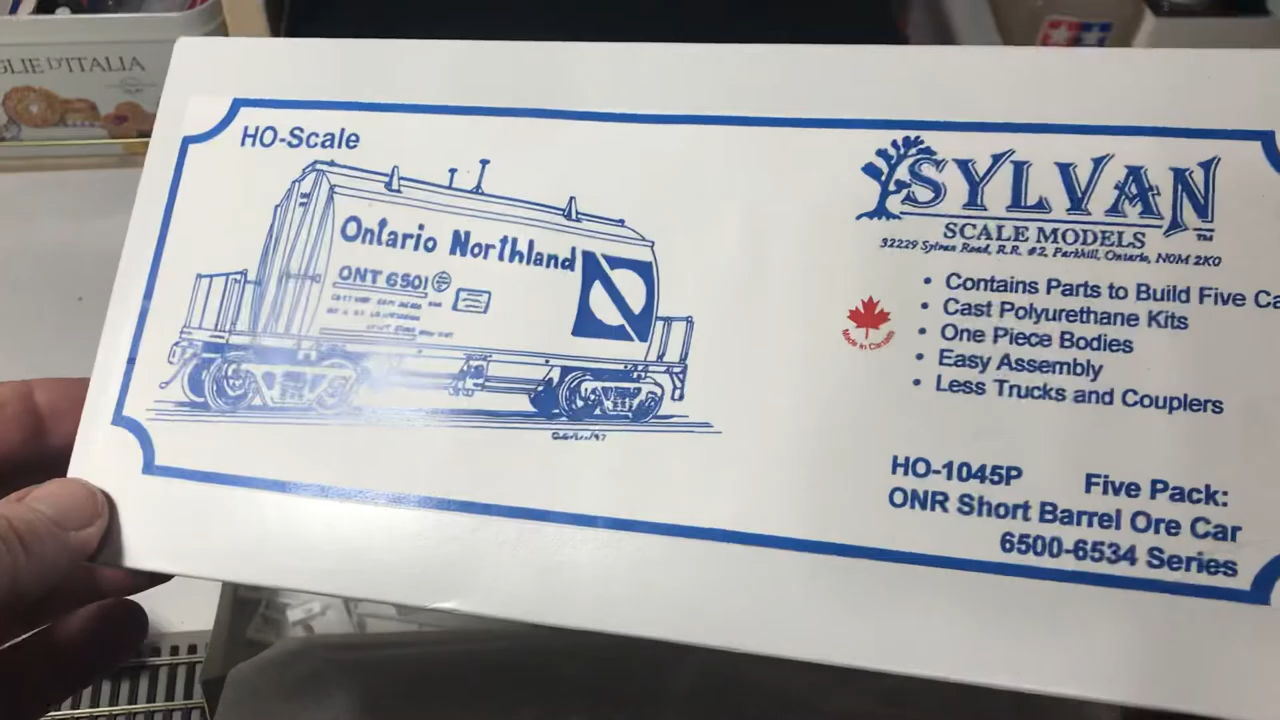 GLIE D'ITALIA
HO-Scale
SYLVAN
TM
SCALE MODELS
32229 Sylvan Road, R.R. #2, Parkhill, Ontario, N0M 2K0
Ontario Northland
ONT 6501
Made in Canada
• Contains Parts to Build Five Ca
• Cast Polyurethane Kits
• One Piece Bodies
• Easy Assembly
• Less Trucks and Couplers
HO-1045P Five Pack:
ONR Short Barrel Ore Car
6500-6534 Series